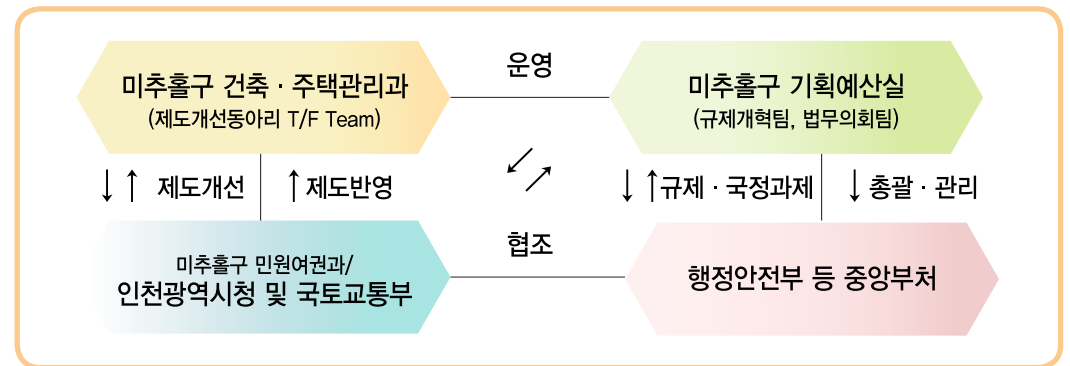 미추홀구 건축 · 주택관리과
(제도개선동아리 T/F Team)
운영
미추홀구 기획예산실
(규제개혁팀, 법무의회팀)
↓ ↑ 제도개선
↑ 제도반영
↙ ↗
↓ ↑ 규제 · 국정과제
↓ 총괄 · 관리
미추홀구 민원여권과/
인천광역시청 및 국토교통부
협조
행정안전부 등 중앙부처